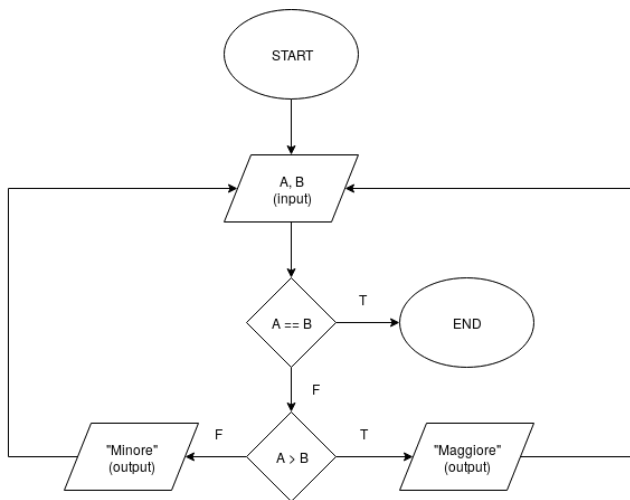 START
A, B
(input)
A == B
T
END
F
"Minore"
(output)
F
A > B
T
"Maggiore"
(output)